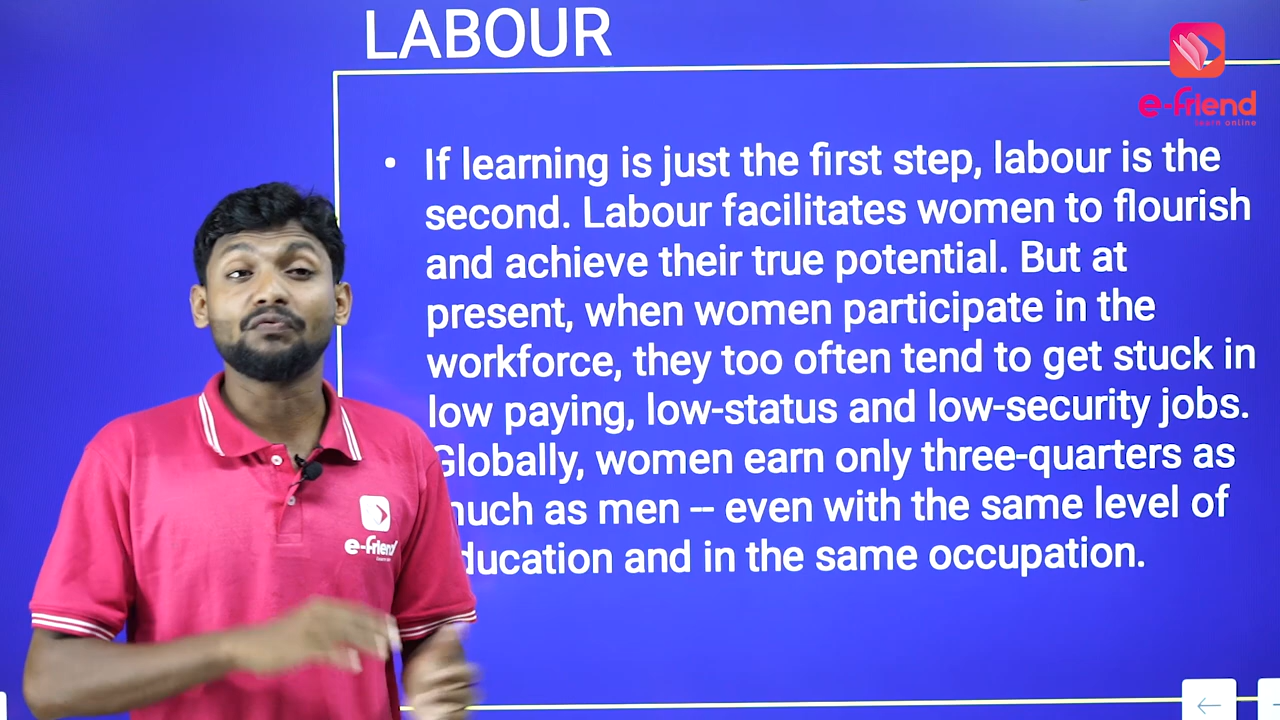 LABOUR
e-friend
learn online
• If learning is just the first step, labour is the
second. Labour facilitates women to flourish
and achieve their true potential. But at
present, when women participate in the
workforce, they too often tend to get stuck in
low paying, low-status and low-security jobs.
Globally, women earn only three-quarters as
much as men -- even with the same level of
education and in the same occupation.
e-friend